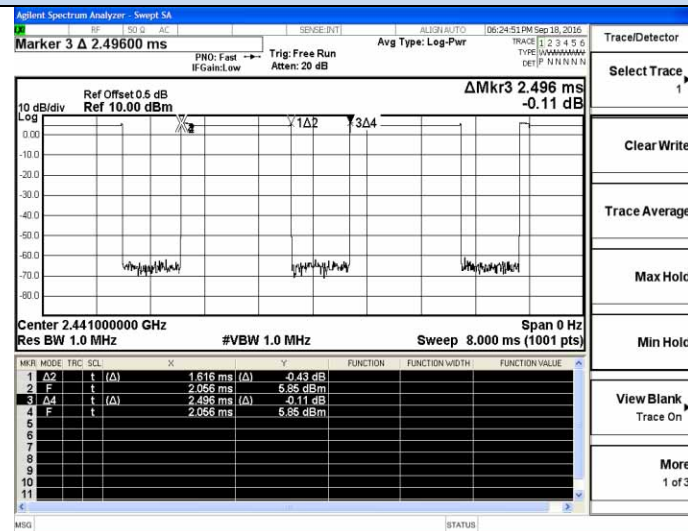 Agilent Spectrum Analyzer - Swept SA
LXI RF 50 Ω AC SENSE:INT ALIGN AUTO 06:24:51 PM Sep 18, 2016
Marker 3 Δ 2.49600 ms
PNO: Fast
IFGain:Low
Trig: Free Run
Atten: 20 dB
Avg Type: Log-Pwr
TRACE 1 2 3 4 5 6
TYPE WWWWWW
DET P N N N N N
Ref Offset 0.5 dB
10 dB/div Ref 10.00 dBm
ΔMkr3 2.496 ms
-0.11 dB
Log
0.00
-10.0
-20.0
-30.0
-40.0
-50.0
-60.0
-70.0
-80.0
1Δ2
3Δ4
Center 2.441000000 GHz Span 0 Hz
Res BW 1.0 MHz #VBW 1.0 MHz Sweep 8.000 ms (1001 pts)
MKR MODE TRC SCL X Y FUNCTION FUNCTION WIDTH FUNCTION VALUE
1 Δ2 t (Δ) 1.616 ms (Δ) -0.43 dB
2 F t 2.056 ms 5.85 dBm
3 Δ4 t (Δ) 2.496 ms (Δ) -0.11 dB
4 F t 2.056 ms 5.85 dBm
5
6
7
8
9
10
11
MSG STATUS
Trace/Detector
Select Trace
1
Clear Write
Trace Average
Max Hold
Min Hold
View Blank
Trace On
More
1 of 3